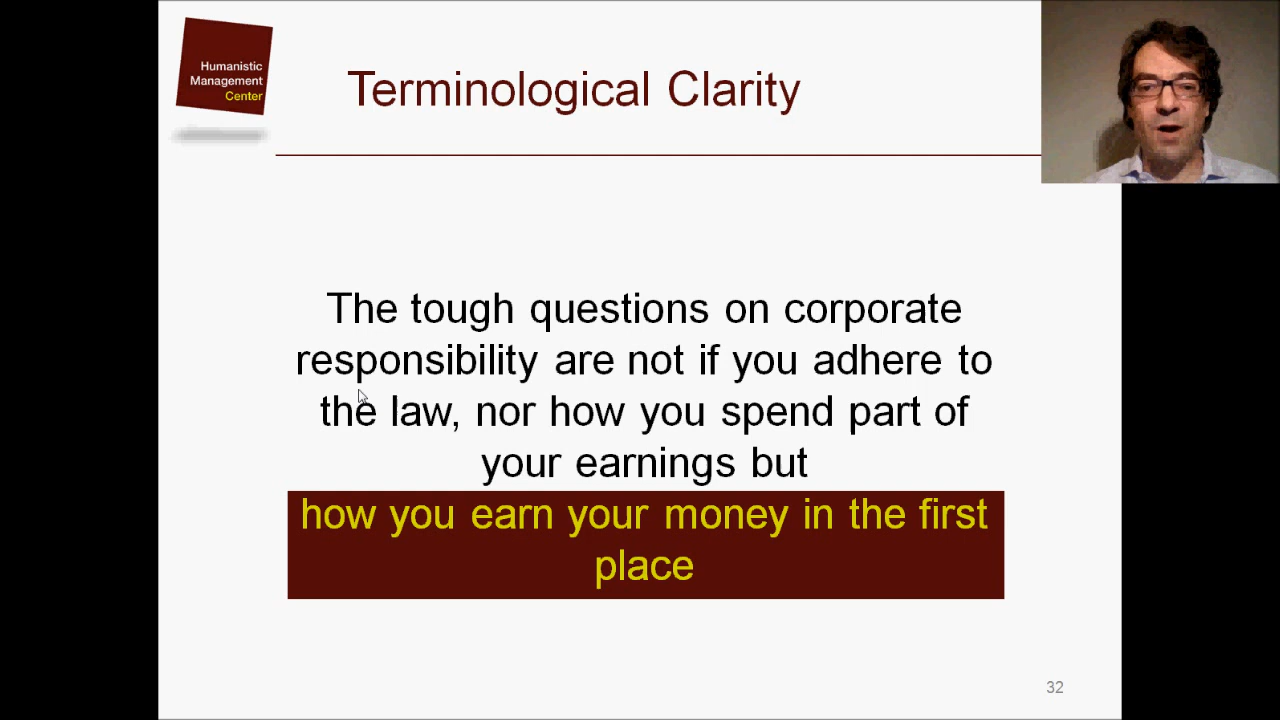 Humanistic
Management
Center
Terminological Clarity
The tough questions on corporate
responsibility are not if you adhere to
the law, nor how you spend part of
your earnings but
how you earn your money in the first
place
32